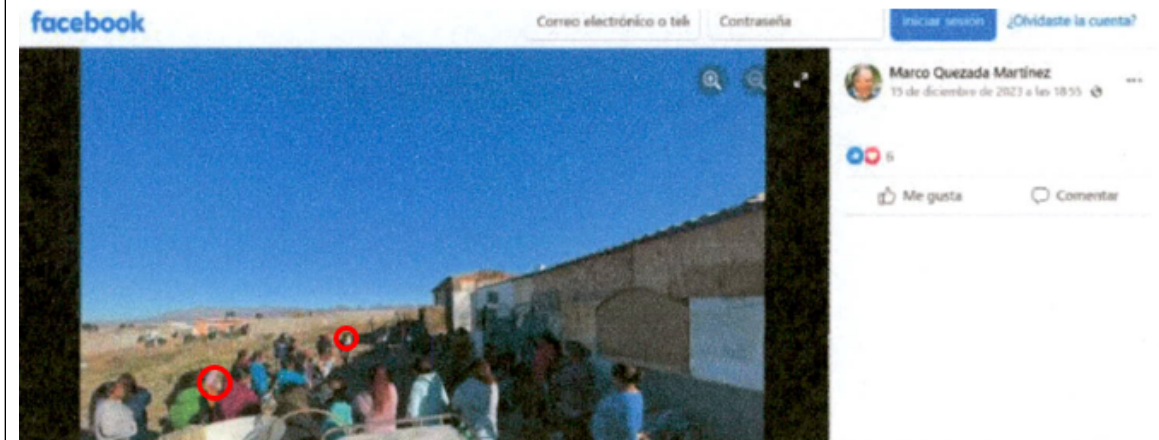 facebook
Correo electrónico o telé Contraseña Iniciar sesión ¿Olvidaste la cuenta?
Marco Quezada Martínez
15 de diciembre de 2023 a las 18:55
6
Me gusta Comentar